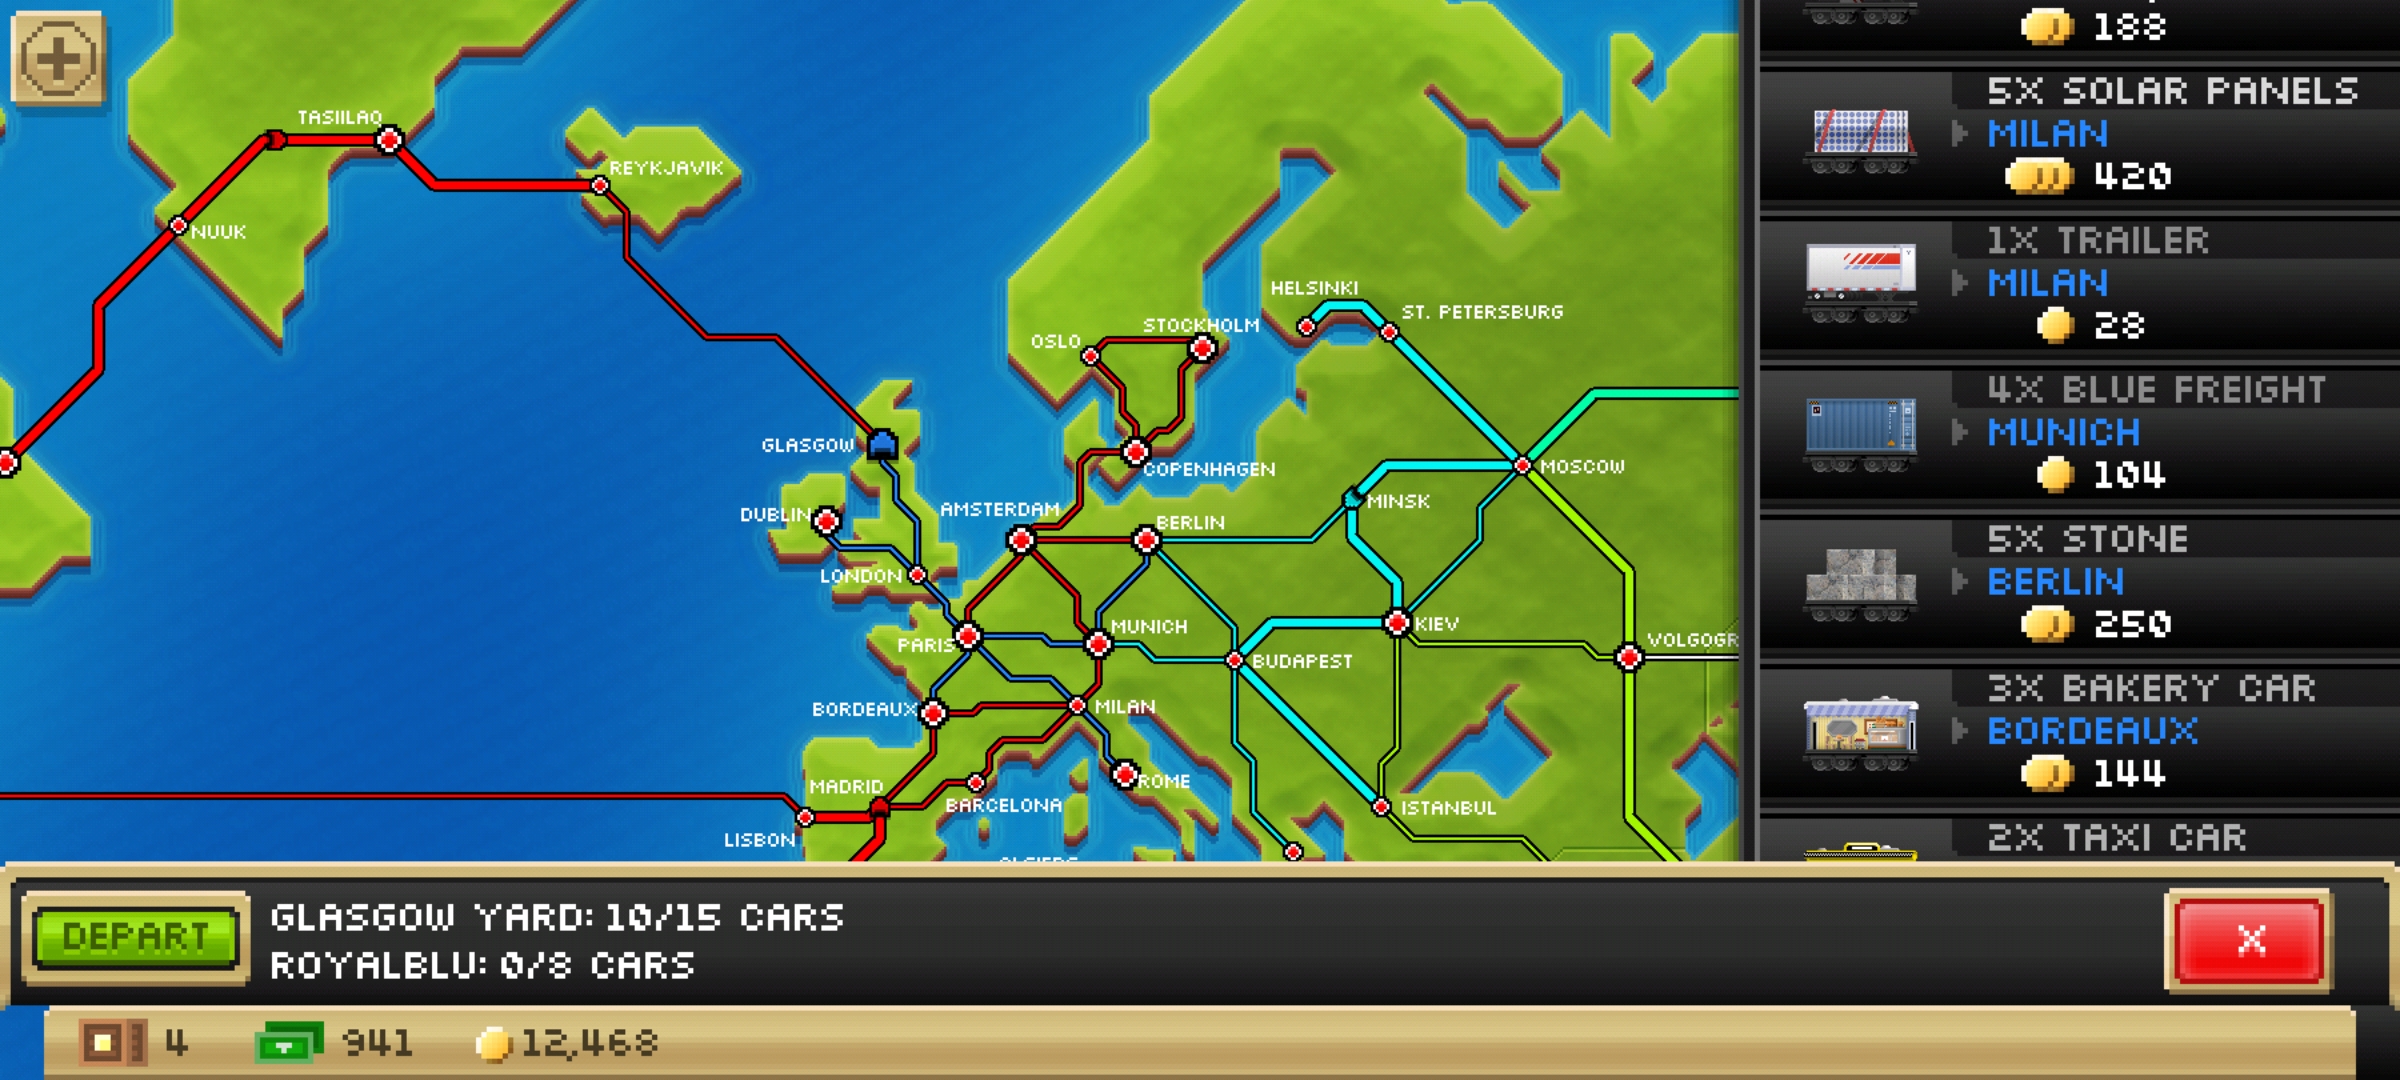 TASIILAQ
REYKJAVIK
NUUK
HELSINKI
ST. PETERSBURG
STOCKHOLM
OSLO
GLASGOW
COPENHAGEN
MOSCOW
MINSK
DUBLIN
AMSTERDAM
BERLIN
LONDON
MUNICH
KIEV
PARIS
VOLGOGR
BUDAPEST
BORDEAUX
MILAN
MADRID
ROME
BARCELONA
ISTANBUL
LISBON
188
5X SOLAR PANELS
MILAN
420
1X TRAILER
MILAN
28
4X BLUE FREIGHT
MUNICH
104
5X STONE
BERLIN
250
3X BAKERY CAR
BORDEAUX
144
2X TAXI CAR
DEPART
GLASGOW YARD: 10/15 CARS
ROYALBLU: 0/8 CARS
X
4
941
12,468